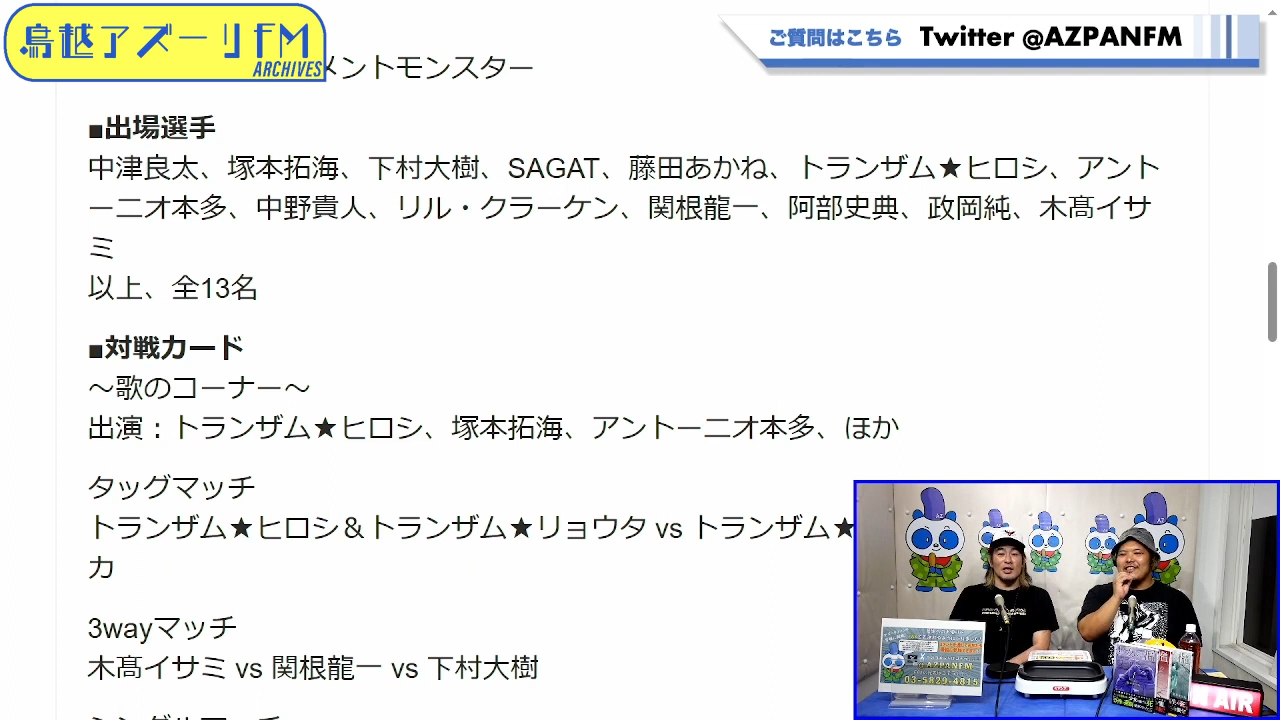 鳥越アズーリFM
ARCHIVES
ご質問はこちら Twitter @AZPANFM
メントモンスター
■出場選手
中津良太、塚本拓海、下村大樹、SAGAT、藤田あかね、トランザム★ヒロシ、アント
ーニオ本多、中野貴人、リル・クラーケン、関根龍一、阿部史典、政岡純、木髙イサ
ミ
以上、全13名
■対戦カード
～歌のコーナー～
出演：トランザム★ヒロシ、塚本拓海、アントーニオ本多、ほか
タッグマッチ
トランザム★ヒロシ＆トランザム★リョウタ vs トランザム★
カ
3wayマッチ
木髙イサミ vs 関根龍一 vs 下村大樹
AZPANFM
03-5829-4815
AIR